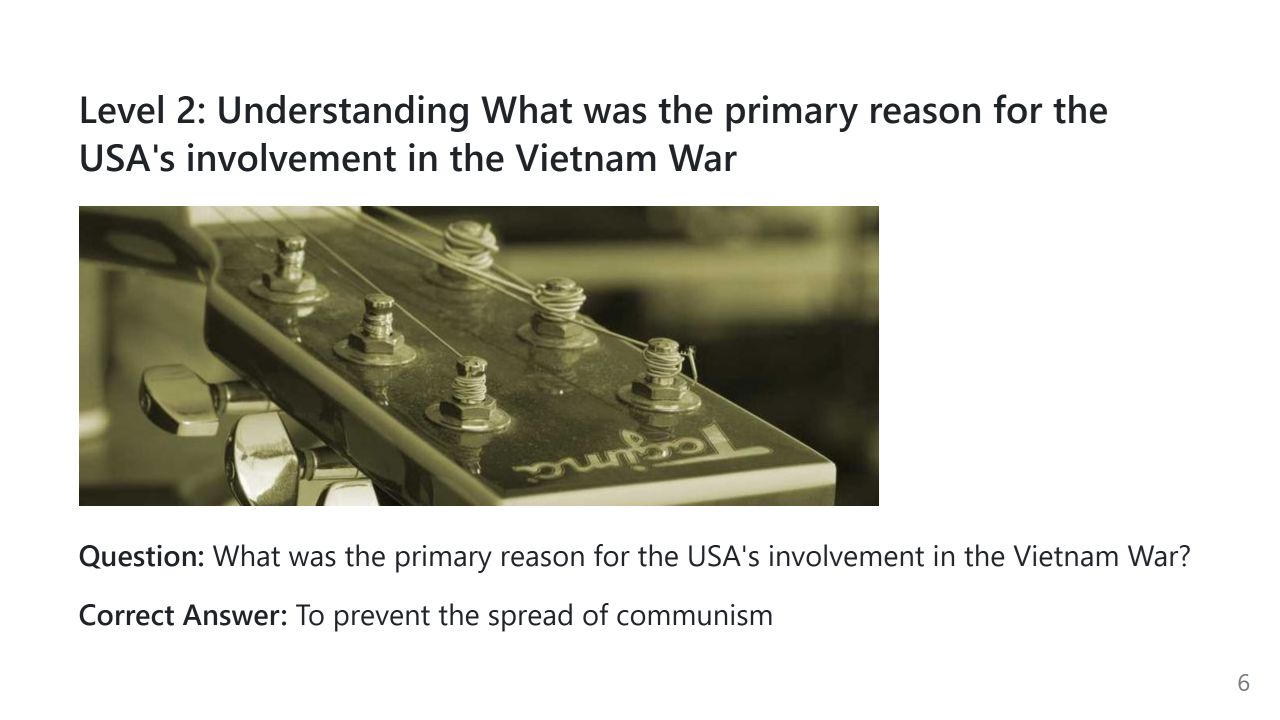 Level 2: Understanding What was the primary reason for the
USA's involvement in the Vietnam War
Tagima
Question: What was the primary reason for the USA's involvement in the Vietnam War?
Correct Answer: To prevent the spread of communism
6